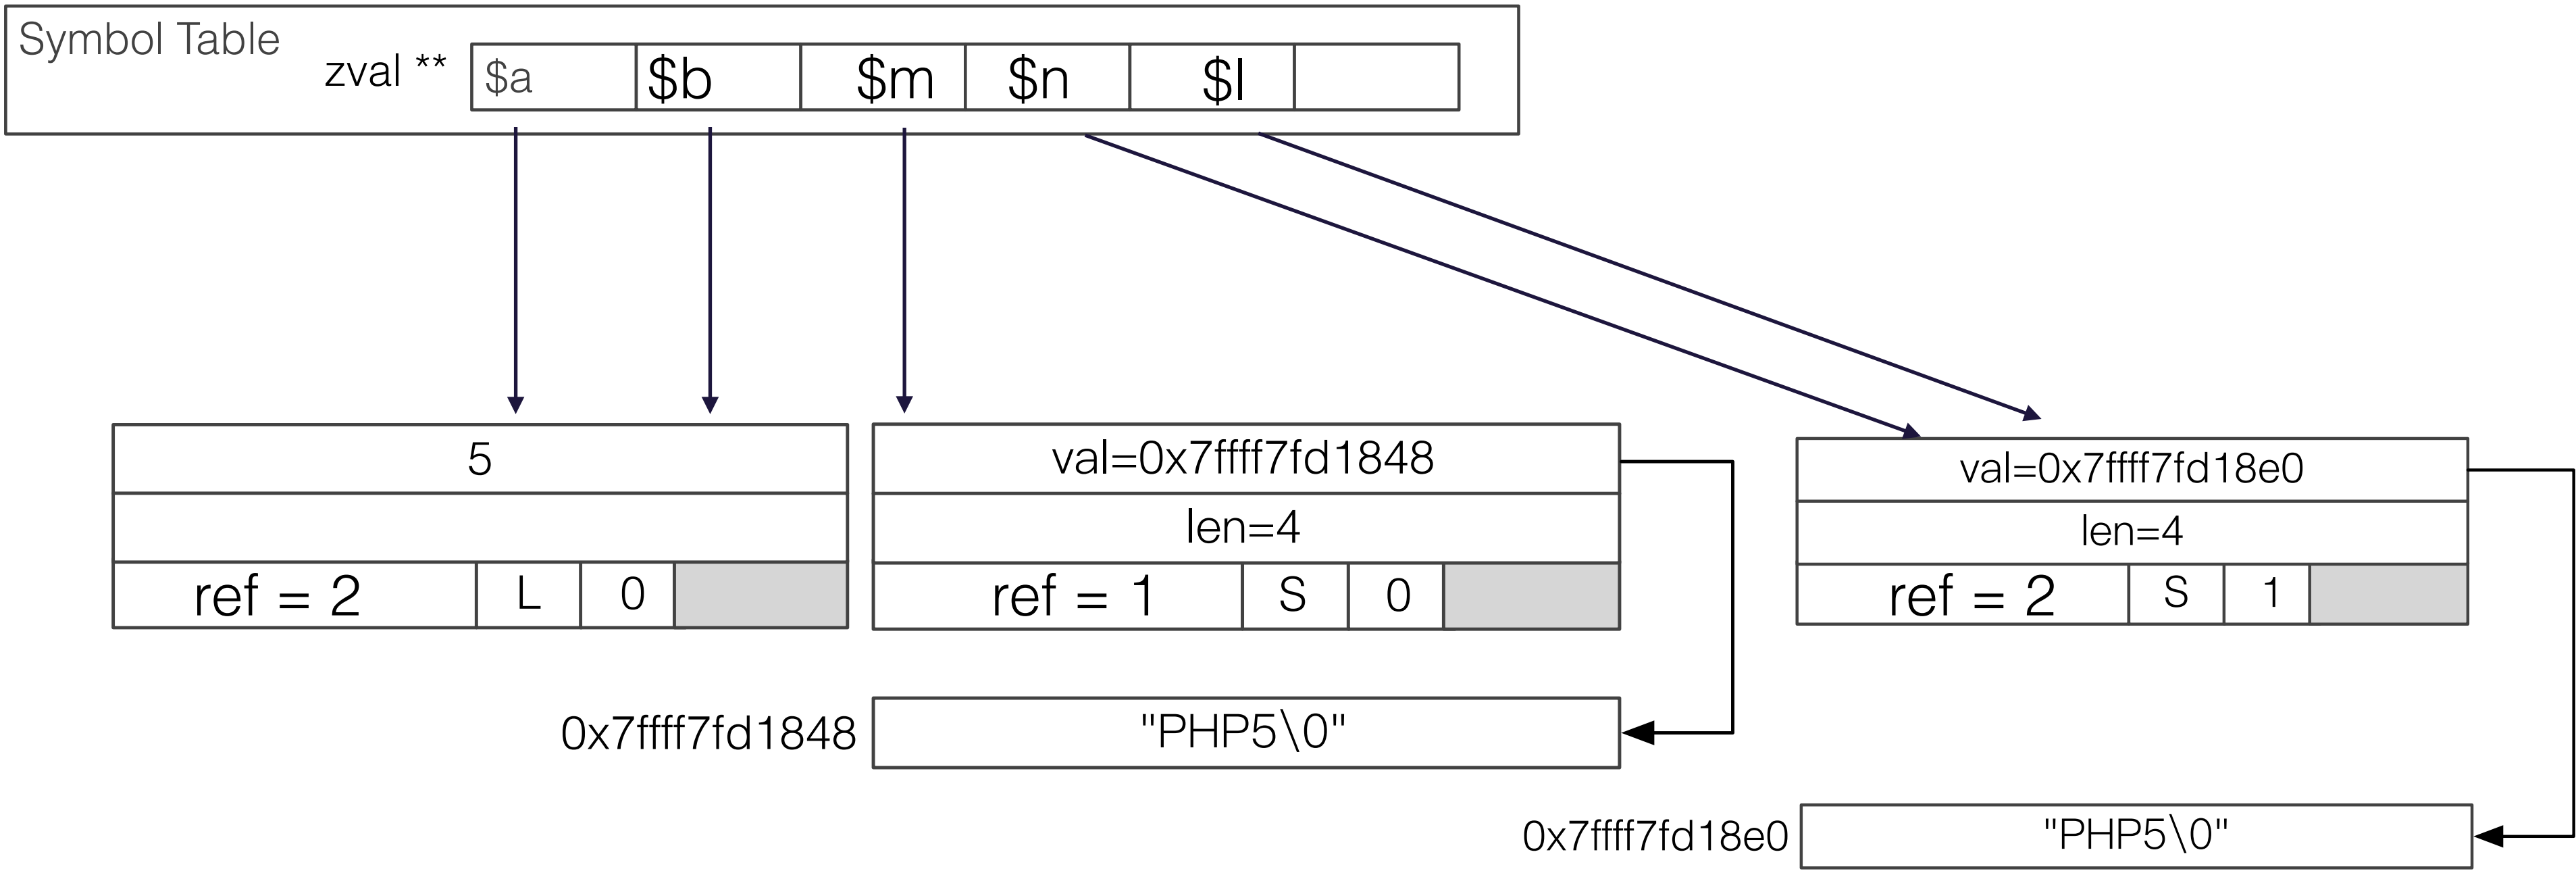 Symbol Table
zval ** $a $b $m $n $l
5
val=0x7ffff7fd1848
val=0x7ffff7fd18e0
len=4
len=4
ref = 2 L 0
ref = 1 S 0
ref = 2 S 1
0x7ffff7fd1848 "PHP5\0"
0x7ffff7fd18e0 "PHP5\0"